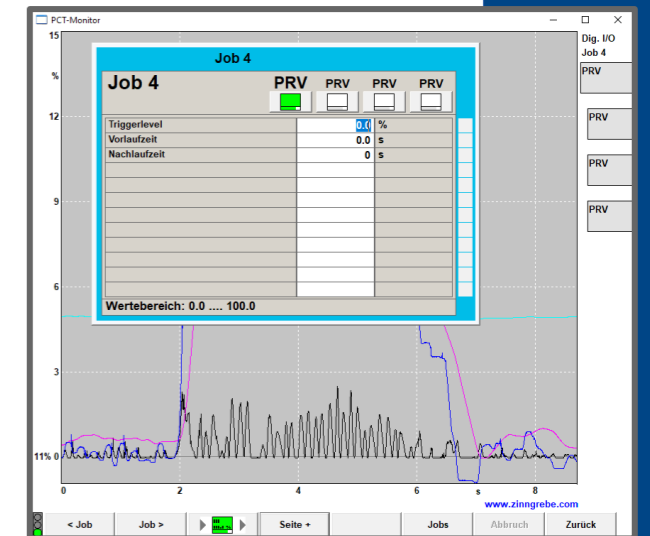 PCT-Monitor
15
Dig. I/O
Job 4
Job 4
%
Job 4
PRV PRV PRV PRV
PRV
12
Triggerlevel 0.0 %
PRV
Vorlaufzeit 0.0 s
Nachlaufzeit 0 s
PRV
9
PRV
6
Wertebereich: 0.0 .... 100.0
3
11% 0
0 2 4 6 s 8
www.zinngrebe.com
< Job Job > Seite + Jobs Abbruch Zurück